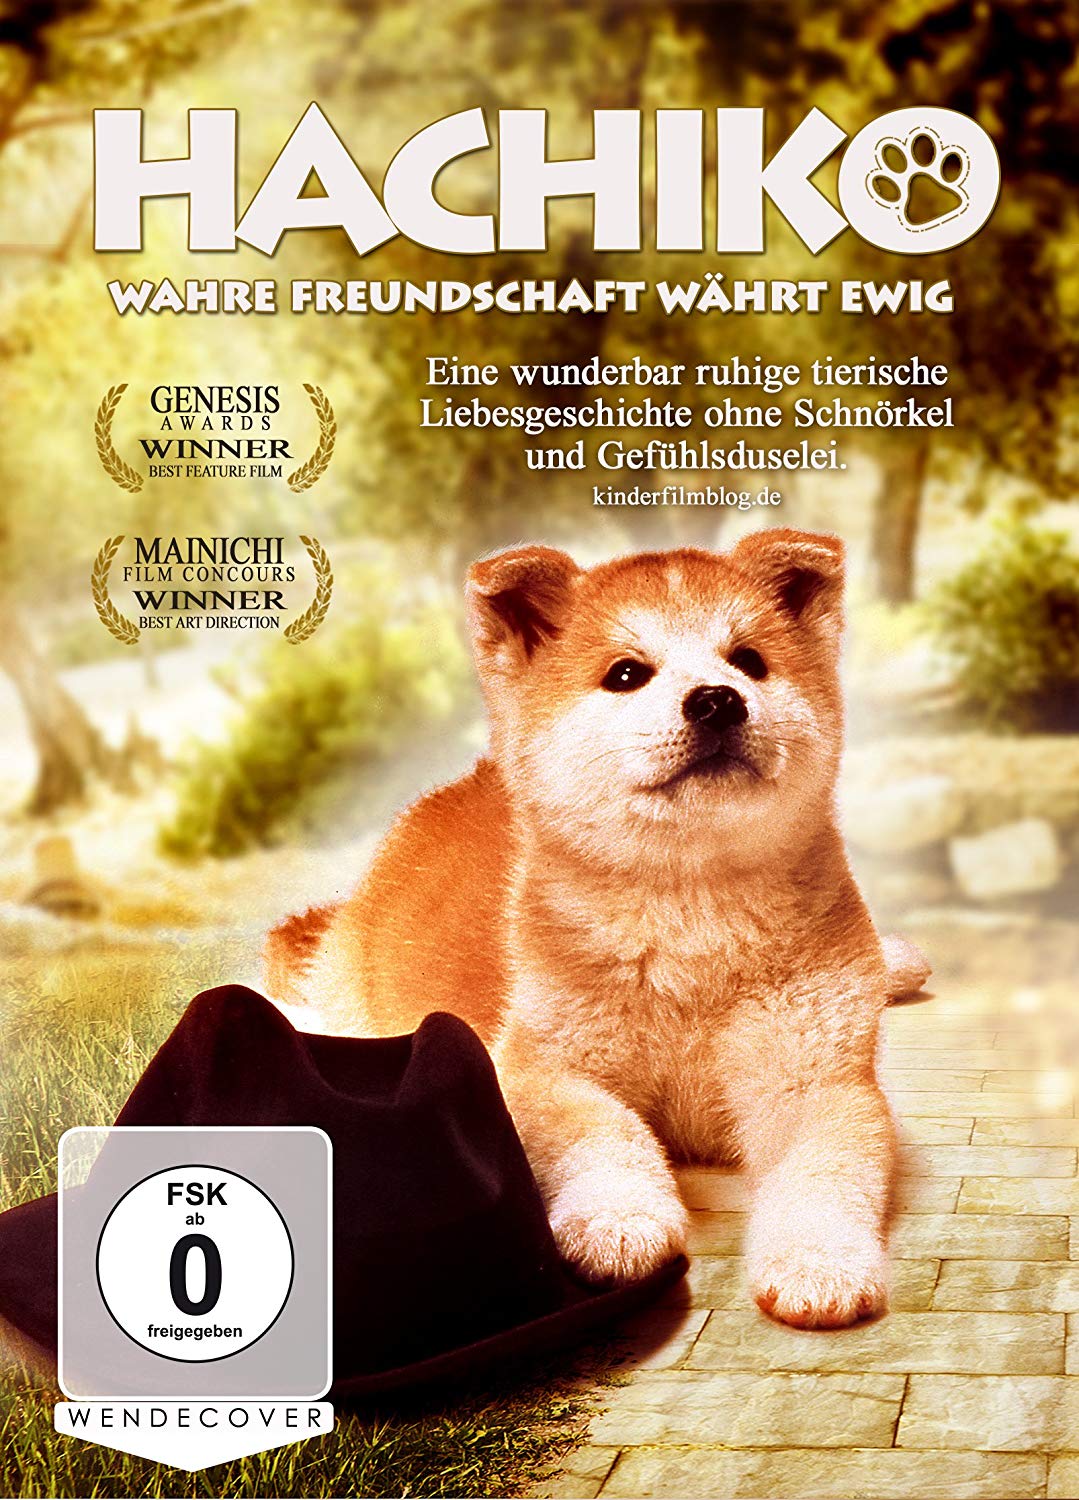 HACHIKO
WAHRE FREUNDSCHAFT WÄHRT EWIG
Eine wunderbar ruhige tierische
Liebesgeschichte ohne Schnörkel
und Gefühlsduselei.
kinderfilmblog.de
GENESIS
AWARDS
WINNER
BEST FEATURE FILM
MAINICHI
FILM CONCOURS
WINNER
BEST ART DIRECTION
FSK
ab
0
freigegeben
WENDECOVER